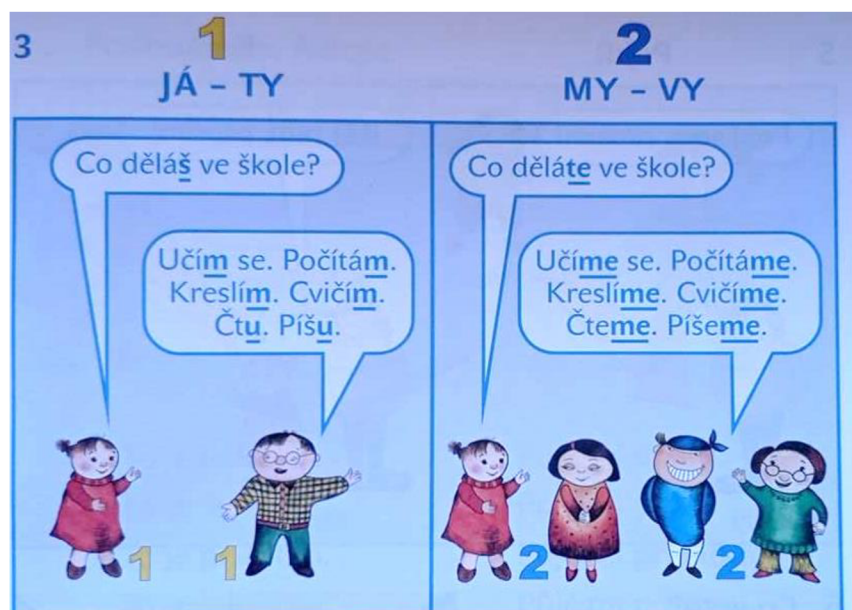 3
1
JÁ – TY
2
MY – VY
Co děláš ve škole?
Učím se. Počítám.
Kreslím. Cvičím.
Čtu. Píšu.
1
1
Co děláte ve škole?
Učíme se. Počítáme.
Kreslíme. Cvičíme.
Čteme. Píšeme.
2
2